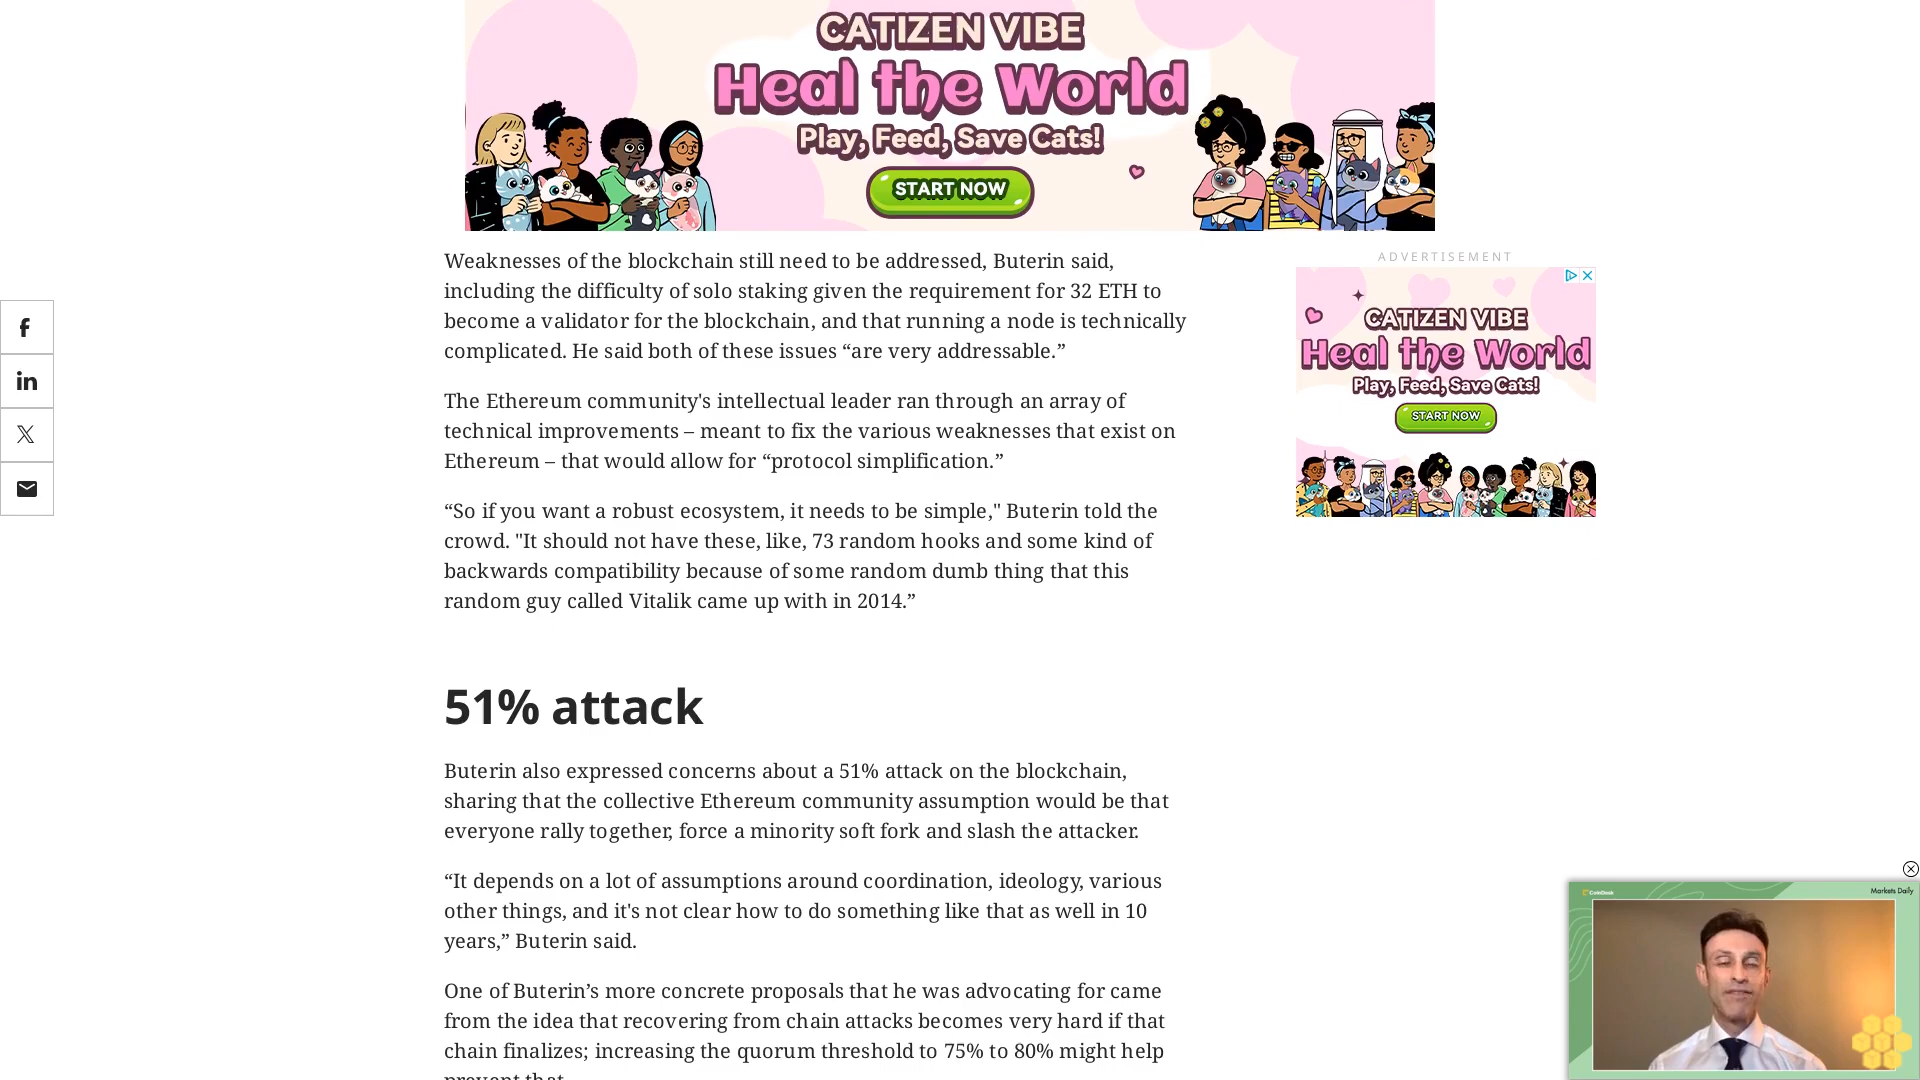 CATIZEN VIBE
Heal the World
Play, Feed, Save Cats!
START NOW
Weaknesses of the blockchain still need to be addressed, Buterin said,
including the difficulty of solo staking given the requirement for 32 ETH to
become a validator for the blockchain, and that running a node is technically
complicated. He said both of these issues “are very addressable.”
The Ethereum community's intellectual leader ran through an array of
technical improvements – meant to fix the various weaknesses that exist on
Ethereum – that would allow for “protocol simplification.”
“So if you want a robust ecosystem, it needs to be simple," Buterin told the
crowd. "It should not have these, like, 73 random hooks and some kind of
backwards compatibility because of some random dumb thing that this
random guy called Vitalik came up with in 2014.”
51% attack
Buterin also expressed concerns about a 51% attack on the blockchain,
sharing that the collective Ethereum community assumption would be that
everyone rally together, force a minority soft fork and slash the attacker.
“It depends on a lot of assumptions around coordination, ideology, various
other things, and it's not clear how to do something like that as well in 10
years,” Buterin said.
One of Buterin’s more concrete proposals that he was advocating for came
from the idea that recovering from chain attacks becomes very hard if that
chain finalizes; increasing the quorum threshold to 75% to 80% might help
prevent that.
ADVERTISEMENT
CATIZEN VIBE
Heal the World
Play, Feed, Save Cats!
START NOW
CoinDesk
Markets Daily